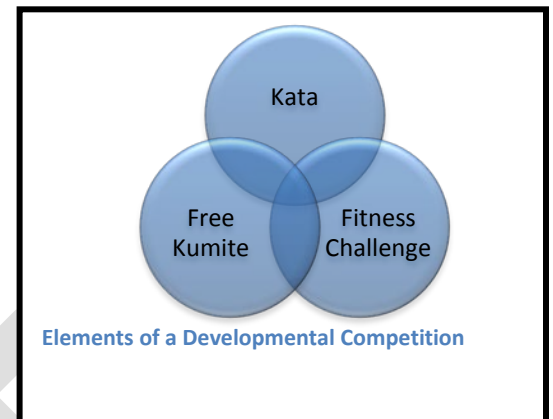 Kata
Free
Kumite
Fitness
Challenge
Elements of a Developmental Competition